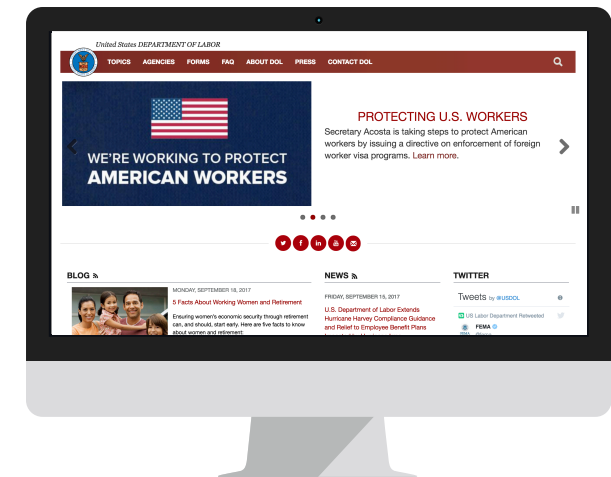 United States DEPARTMENT OF LABOR
TOPICS AGENCIES FORMS FAQ ABOUT DOL PRESS CONTACT DOL
WE'RE WORKING TO PROTECT
AMERICAN WORKERS
PROTECTING U.S. WORKERS
Secretary Acosta is taking steps to protect American
workers by issuing a directive on enforcement of foreign
worker visa programs. Learn more.
BLOG
MONDAY, SEPTEMBER 18, 2017
5 Facts About Working Women and Retirement
Ensuring women's economic security through retirement
can, and should, start early. Here are five facts to know
about women and retirement:
NEWS
FRIDAY, SEPTEMBER 15, 2017
U.S. Department of Labor Extends
Hurricane Harvey Compliance Guidance
and Relief to Employee Benefit Plans
TWITTER
Tweets by @USDOL
US Labor Department Retweeted
FEMA